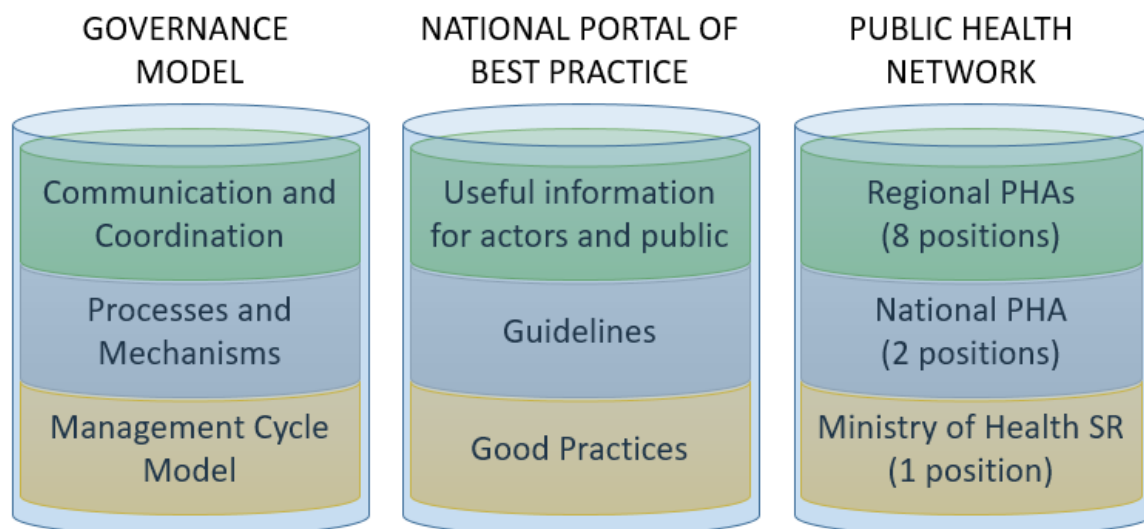 GOVERNANCE
MODEL
Communication and
Coordination
Processes and
Mechanisms
Management Cycle
Model
NATIONAL PORTAL OF
BEST PRACTICE
Useful information
for actors and public
Guidelines
Good Practices
PUBLIC HEALTH
NETWORK
Regional PHAs
(8 positions)
National PHA
(2 positions)
Ministry of Health SR
(1 position)